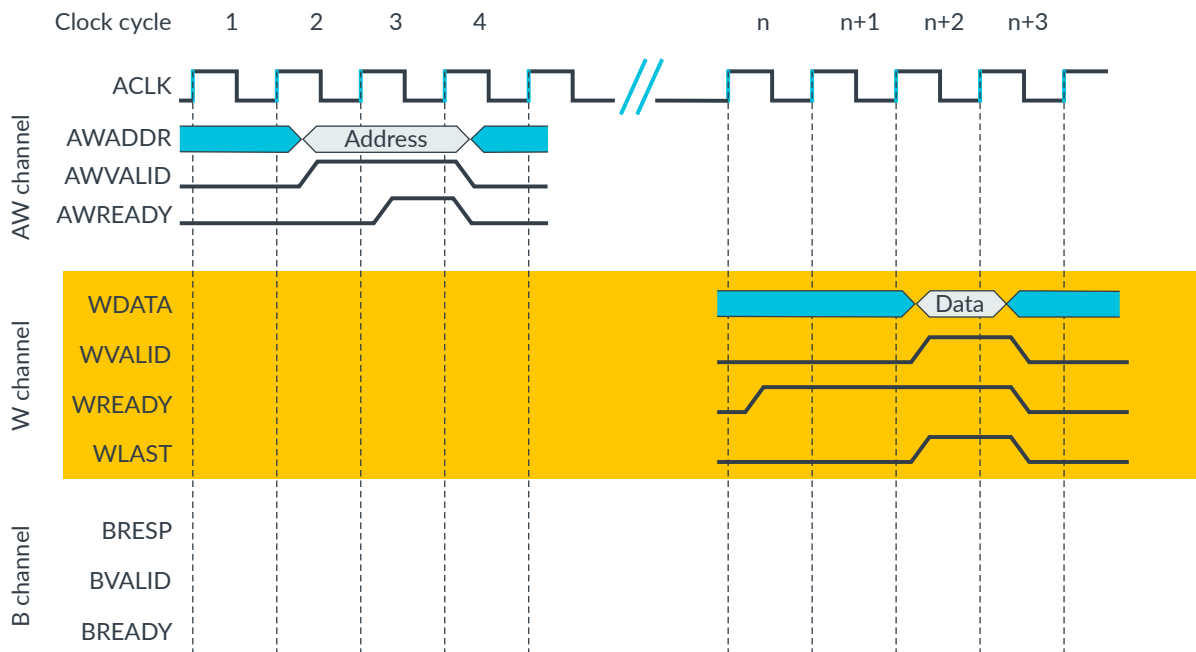 Clock cycle 1 2 3 4 n n+1 n+2 n+3
ACLK
AW channel
AWADDR Address
AWVALID
AWREADY
W channel
WDATA Data
WVALID
WREADY
WLAST
B channel
BRESP
BVALID
BREADY